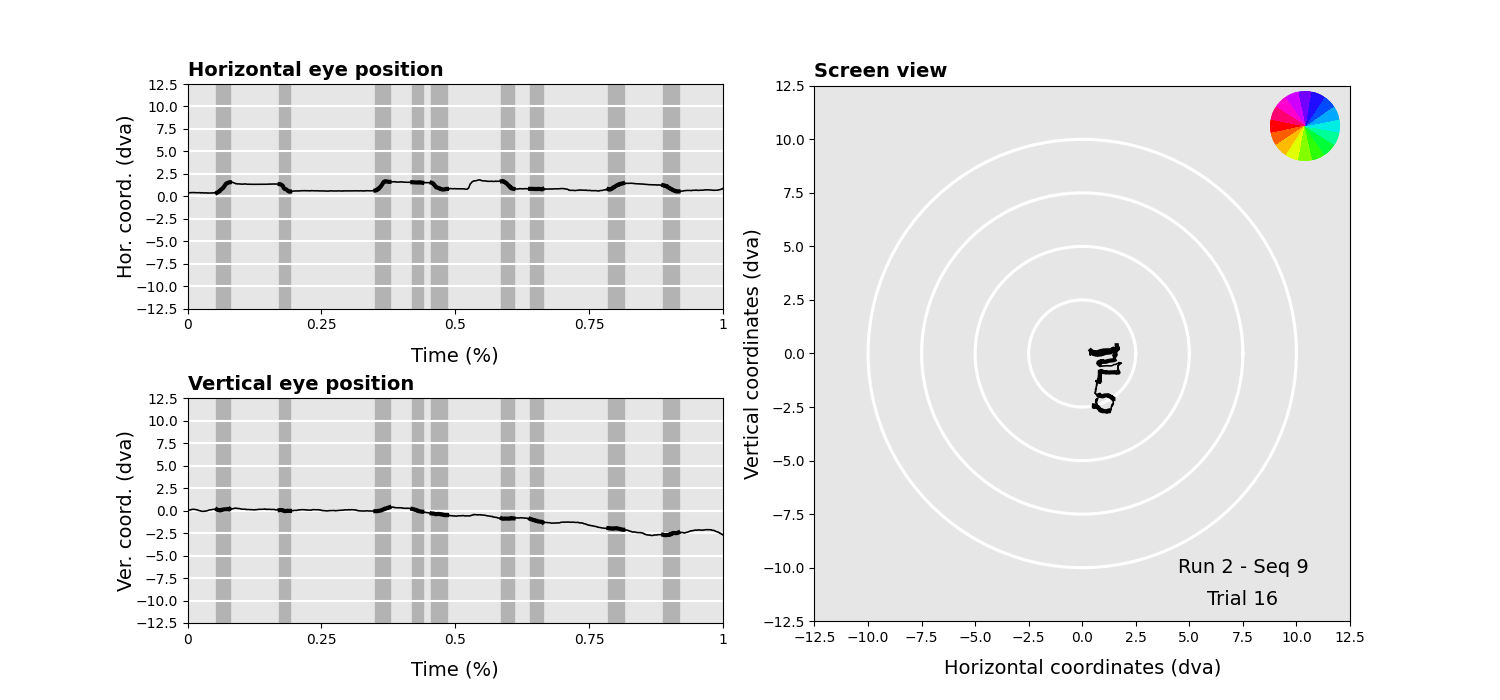 Horizontal eye position
12.5
10.0
7.5
5.0
2.5
0.0
−2.5
−5.0
−7.5
−10.0
−12.5
Hor. coord. (dva)
0 0.25 0.5 0.75 1
Time (%)
Vertical eye position
12.5
10.0
7.5
5.0
2.5
0.0
−2.5
−5.0
−7.5
−10.0
−12.5
Ver. coord. (dva)
0 0.25 0.5 0.75 1
Time (%)
Screen view
12.5
10.0
7.5
5.0
2.5
0.0
−2.5
−5.0
−7.5
−10.0
−12.5
Vertical coordinates (dva)
Run 2 - Seq 9
Trial 16
−12.5 −10.0 −7.5 −5.0 −2.5 0.0 2.5 5.0 7.5 10.0 12.5
Horizontal coordinates (dva)